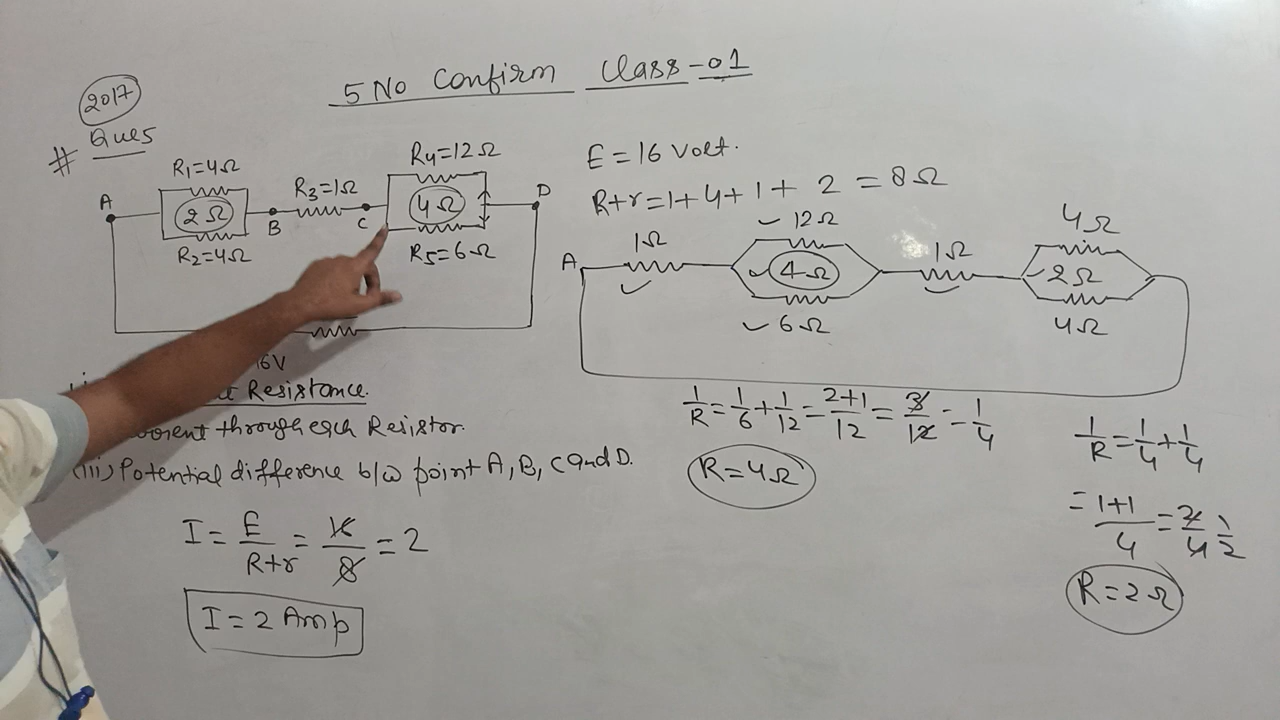 5 No Confirm Class-01
2017
# Ques
R₁=4Ω
R₄=12Ω
A
2Ω
R₃=1Ω
4Ω
D
B
C
R₂=4Ω
R₅=6Ω
6V
Resistance.
through each Resistor.
(iii) Potential difference b/w point A, B, C and D.
I = E/R+r = 16/8 = 2
I = 2 Amp
E = 16 Volt.
R+r=1+4+1+ 2 = 8Ω
12Ω
4Ω
A
1Ω
4Ω
1Ω
2Ω
6Ω
4Ω
1/R = 1/6 + 1/12 = 2+1/12 = 3/12 = 1/4
R=4Ω
1/R = 1/4 + 1/4
= 1+1/4 = 2/4 1/2
R=2Ω